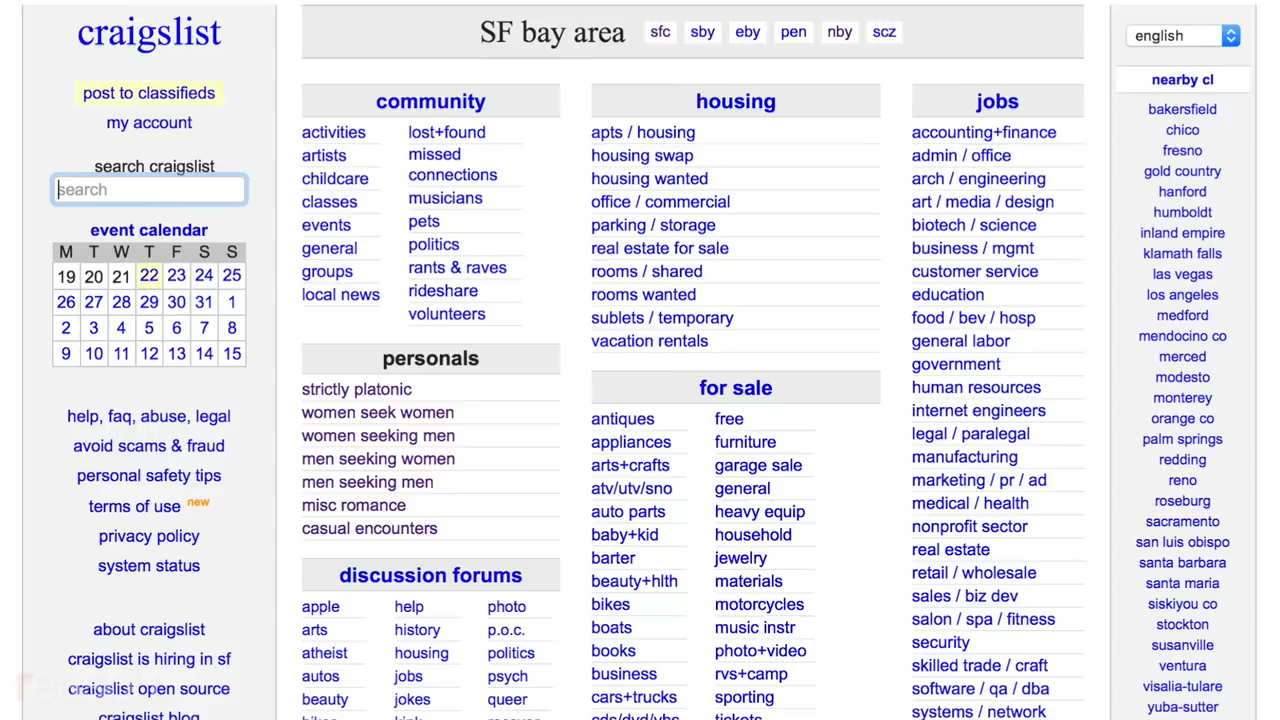 craigslist
post to classifieds
my account
search craigslist
search
event calendar
M T W T F S S
19 20 21 22 23 24 25
26 27 28 29 30 31 1
2 3 4 5 6 7 8
9 10 11 12 13 14 15
help, faq, abuse, legal
avoid scams & fraud
personal safety tips
terms of use new
privacy policy
system status
about craigslist
craigslist is hiring in sf
craigslist open source
craigslist blog
SF bay area sfc sby eby pen nby scz
community
activities
artists
childcare
classes
events
general
groups
local news
lost+found
missed
connections
musicians
pets
politics
rants & raves
rideshare
volunteers
personals
strictly platonic
women seek women
women seeking men
men seeking women
men seeking men
misc romance
casual encounters
discussion forums
apple
arts
atheist
autos
beauty
bikes
help
history
housing
jobs
jokes
kink
photo
p.o.c.
politics
psych
queer
recover
housing
apts / housing
housing swap
housing wanted
office / commercial
parking / storage
real estate for sale
rooms / shared
rooms wanted
sublets / temporary
vacation rentals
for sale
antiques
appliances
arts+crafts
atv/utv/sno
auto parts
baby+kid
barter
beauty+hlth
bikes
boats
books
business
cars+trucks
cds/dvd/vhs
free
furniture
garage sale
general
heavy equip
household
jewelry
materials
motorcycles
music instr
photo+video
rvs+camp
sporting
tickets
jobs
accounting+finance
admin / office
arch / engineering
art / media / design
biotech / science
business / mgmt
customer service
education
food / bev / hosp
general labor
government
human resources
internet engineers
legal / paralegal
manufacturing
marketing / pr / ad
medical / health
nonprofit sector
real estate
retail / wholesale
sales / biz dev
salon / spa / fitness
security
skilled trade / craft
software / qa / dba
systems / network
english
nearby cl
bakersfield
chico
fresno
gold country
hanford
humboldt
inland empire
klamath falls
las vegas
los angeles
medford
mendocino co
merced
modesto
monterey
orange co
palm springs
redding
reno
roseburg
sacramento
san luis obispo
santa barbara
santa maria
siskiyou co
stockton
susanville
ventura
visalia-tulare
yuba-sutter